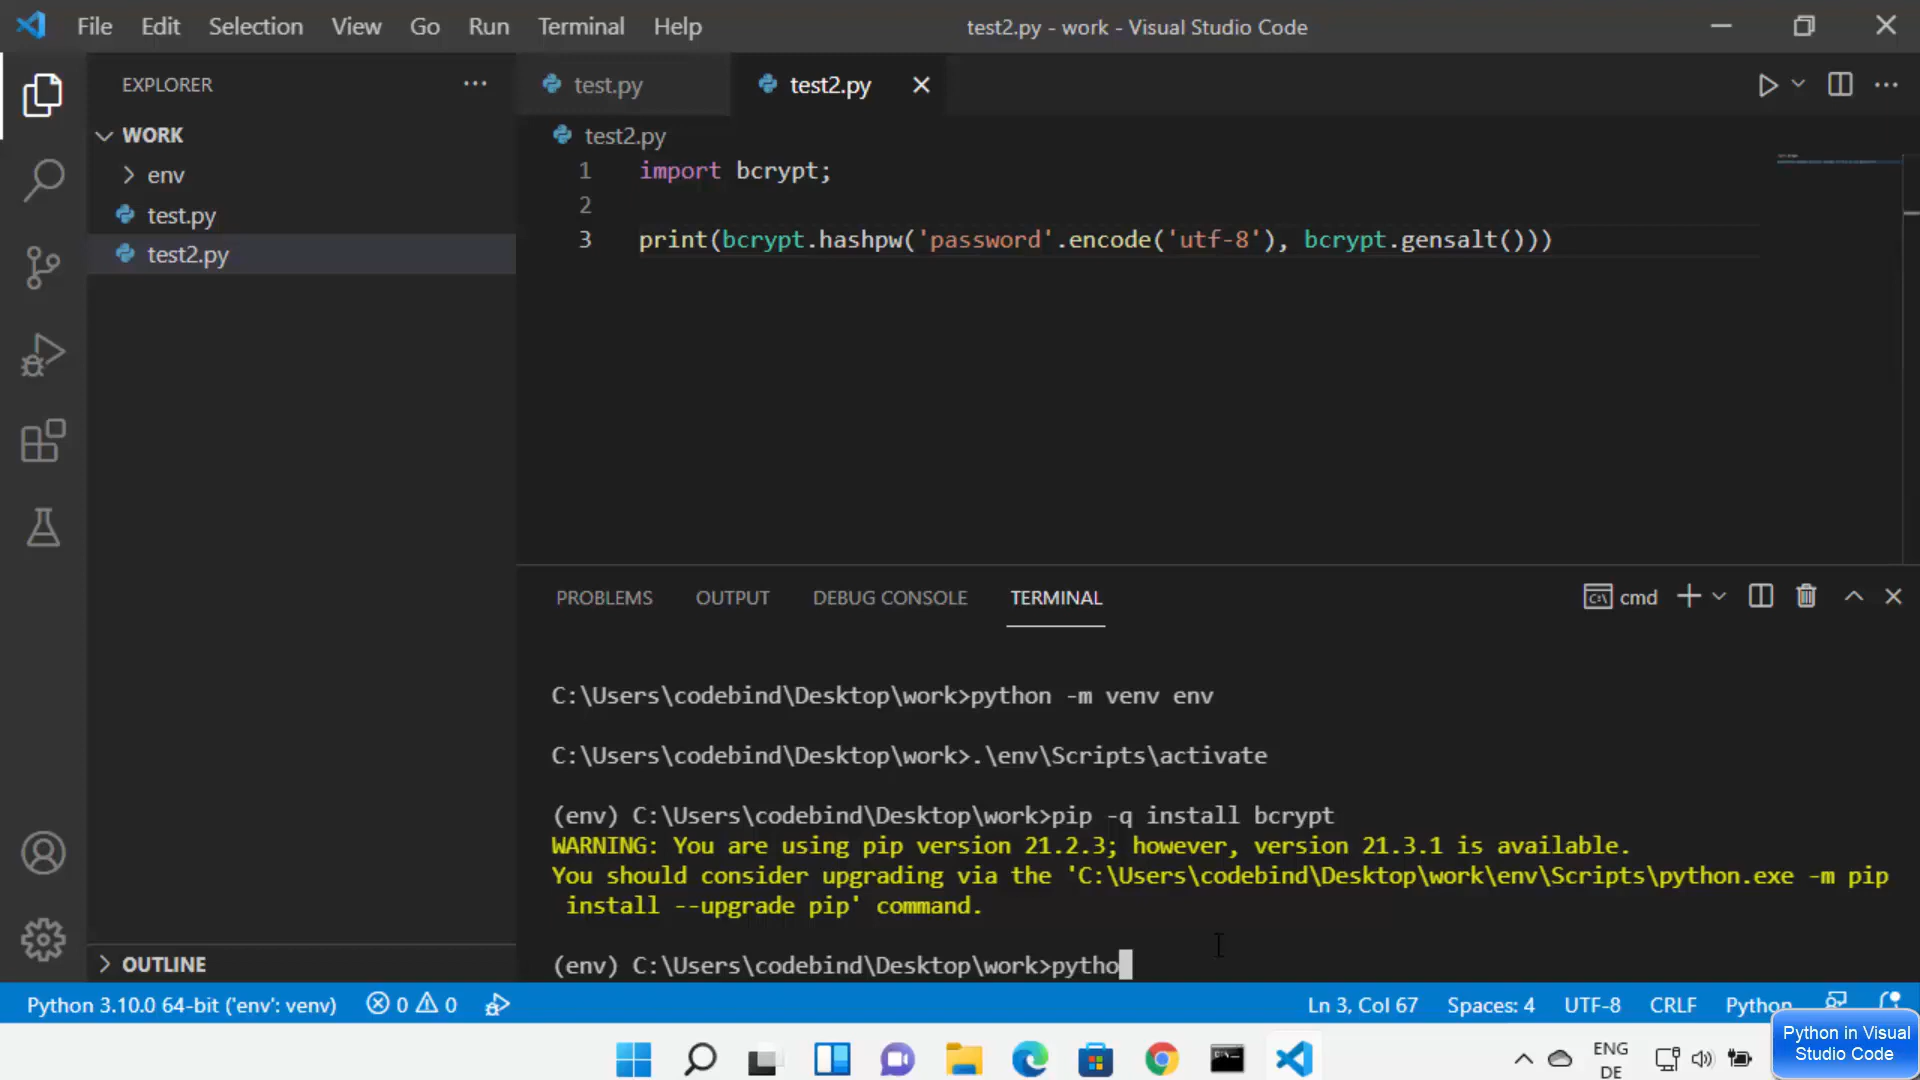 File Edit Selection View Go Run Terminal Help
test2.py - work - Visual Studio Code
EXPLORER
WORK
env
test.py
test2.py
OUTLINE
test.py
test2.py
test2.py
1 import bcrypt;
2
3 print(bcrypt.hashpw('password'.encode('utf-8'), bcrypt.gensalt()))
PROBLEMS OUTPUT DEBUG CONSOLE TERMINAL
cmd
C:\Users\codebind\Desktop\work>python -m venv env
C:\Users\codebind\Desktop\work>.\env\Scripts\activate
(env) C:\Users\codebind\Desktop\work>pip -q install bcrypt
WARNING: You are using pip version 21.2.3; however, version 21.3.1 is available.
You should consider upgrading via the 'C:\Users\codebind\Desktop\work\env\Scripts\python.exe -m pip
install --upgrade pip' command.
(env) C:\Users\codebind\Desktop\work>pytho
Python 3.10.0 64-bit ('env': venv) 0 0
Ln 3, Col 67 Spaces: 4 UTF-8 CRLF Python
ENG
DE
Python in Visual
Studio Code